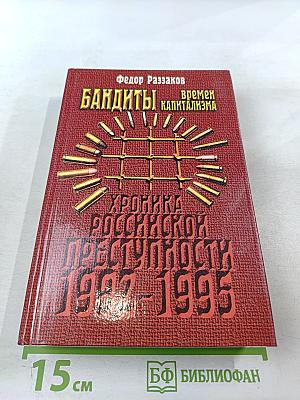 Федор Раззаков
БАНДИТЫ времен капитализма
ХРОНИКА
РОССИЙСКОЙ
ПРЕСТУПНОСТИ
1992-1995
15 см
БФ БИБЛИОФАН